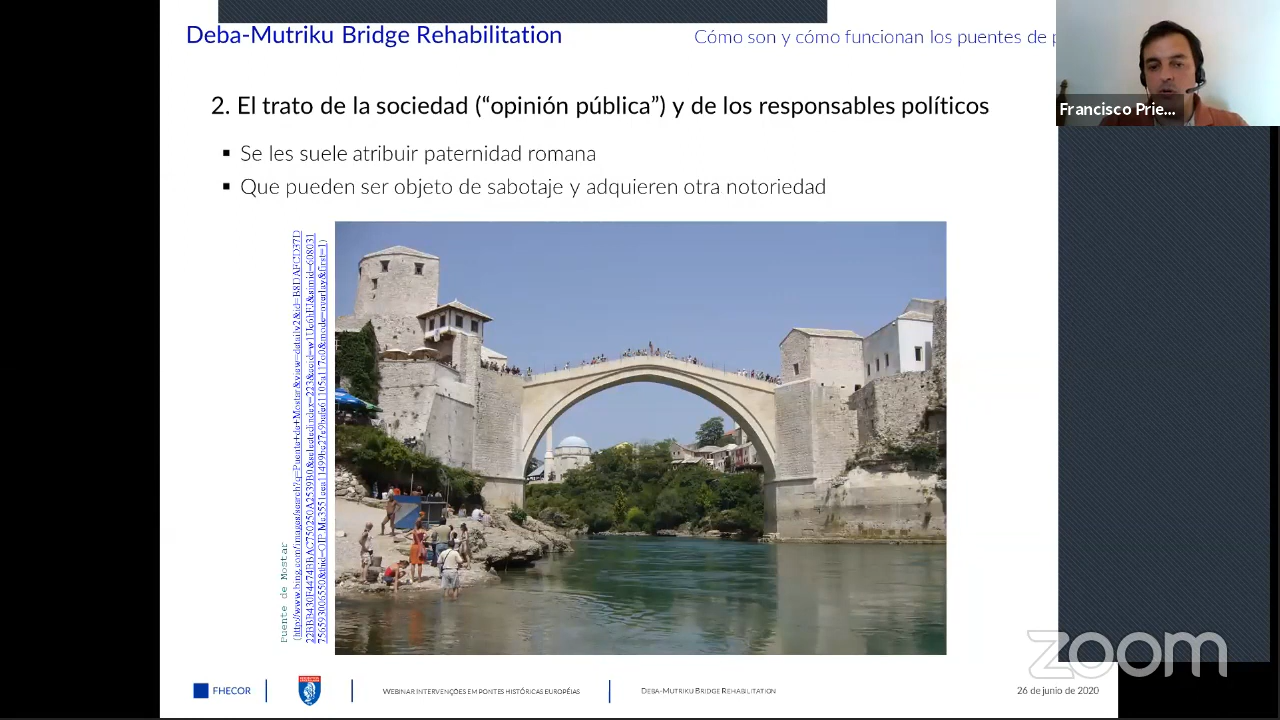 Deba-Mutriku Bridge Rehabilitation
Cómo son y cómo funcionan los puentes de
Francisco Prie...
2. El trato de la sociedad (“opinión pública”) y de los responsables políticos
▪ Se les suele atribuir paternidad romana
▪ Que pueden ser objeto de sabotaje y adquieren otra notoriedad
Puente de Mostar
zoom
FHECOR
WEBINAR INTERVENÇÕES EM PONTES HISTÓRICAS EUROPÉIAS
DEBA-MUTRIKU BRIDGE REHABILITATION
26 de junio de 2020